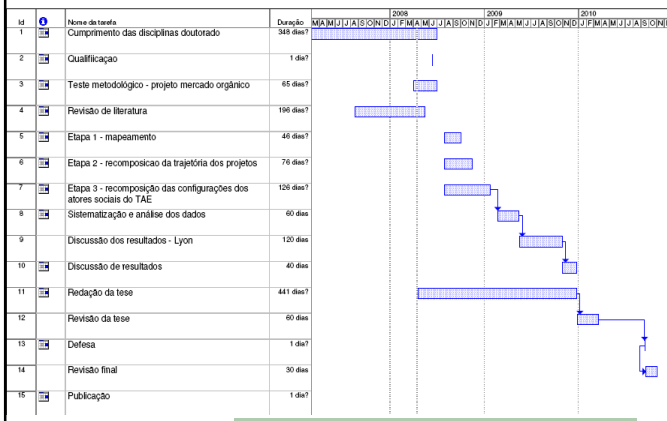 2008 2009 2010
Id Nome da tarefa Duração M A M J J A S O N D J F M A M J J A S O N D J F M A M J J A S O N D J F M A M J J A S O N
1 Cumprimento das disciplinas doutorado 348 dias?
2 Qualifiicaçao 1 dia?
3 Teste metodológico - projeto mercado orgânico 65 dias?
4 Revisão de literatura 196 dias?
5 Etapa 1 - mapeamento 46 dias?
6 Etapa 2 - recomposicao da trajetória dos projetos 76 dias?
7 Etapa 3 - recomposição das configurações dos 126 dias?
atores sociais do TAE
8 Sistematização e análise dos dados 60 dias
9 Discussão dos resultados - Lyon 120 dias
10 Discussão de resultados 40 dias
11 Redação da tese 441 dias?
12 Revisão da tese 60 dias
13 Defesa 1 dia?
14 Revisão final 30 dias
15 Publicação 1 dia?